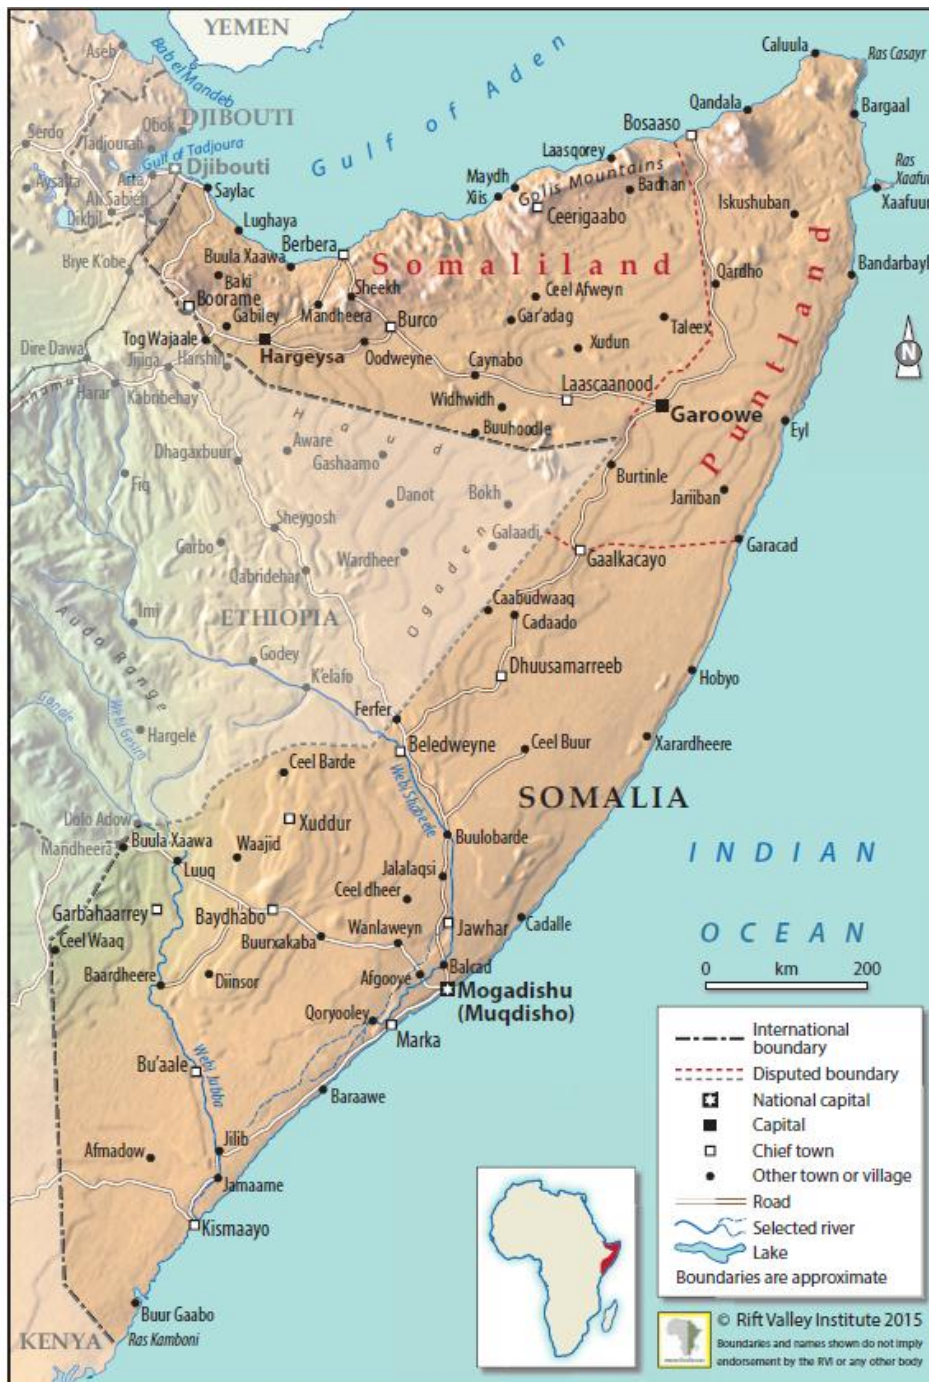 YEMEN
Aseb
Bab el Mandeb
Caluula
Ras Casayr
Gulf of Aden
Qandala
Bargaal
DJIBOUTI
Obok
Serdo
Tadjourah
Gulf of Tadjoura
Bosaaso
Laasqorey
Djibouti
Arta
Ras
Xaafuun
Aysaita
Ali Sabieh
Saylac
Maydh
Golis Mountains
Badhan
Xiis
Dikhil
Ceerigaabo
Iskushuban
Lughaya
Berbera
Buula Xaawa
Somaliland
Biye K'obe
Baki
Qardho
Sheekh
Ceel Afweyn
Boorame
Gabiley
Mandheera
Burco
Gar'adag
Taleex
Puntland
Tog Wajaale
Hargeysa
Oodweyne
Xudun
N
Dire Dawa
Jijiga
Harshin
Caynabo
Harar
Kabribehay
Laascaanood
Widhwidh
Garoowe
Haud
Buuhoodle
Eyl
Aware
Dhagaxbuur
Gashaamo
Burtinle
Fiq
Danot
Bokh
Jariiban
Sheygosh
Galaadi
Garbo
Wardheer
Garacad
Gaalkacayo
Qabridehar
Ogaden
Caabudwaaq
Imi
ETHIOPIA
Cadaado
Audo Range
Godey
Dhuusamarreeb
Hobyo
K'elafo
Ganale
Webi Gesiro
Ferfer
Hargele
Beledweyne
Ceel Buur
Xarardheere
Ceel Barde
Webi Shabeele
SOMALIA
Dolo Adow
Xuddur
Mandheera
Buula Xaawa
Buulobarde
INDIAN
Waajid
Luuq
Jalalaqsi
Ceel dheer
Garbahaarrey
Baydhabo
Jawhar
Cadalle
Wanlaweyn
OCEAN
Ceel Waaq
Buurxakaba
Balcad
0 km 200
Baardheere
Diinsor
Afgooye
Mogadishu
(Muqdisho)
Qoryooley
Marka
International
boundary
Bu'aale
Webi Jubba
Disputed boundary
Baraawe
National capital
Capital
Jilib
Chief town
Afmadow
Other town or village
Jamaame
Road
Kismaayo
Selected river
Lake
Boundaries are approximate
Buur Gaabo
© Rift Valley Institute 2015
KENYA
Ras Kamboni
Boundaries and names shown do not imply
endorsement by the RVI or any other body